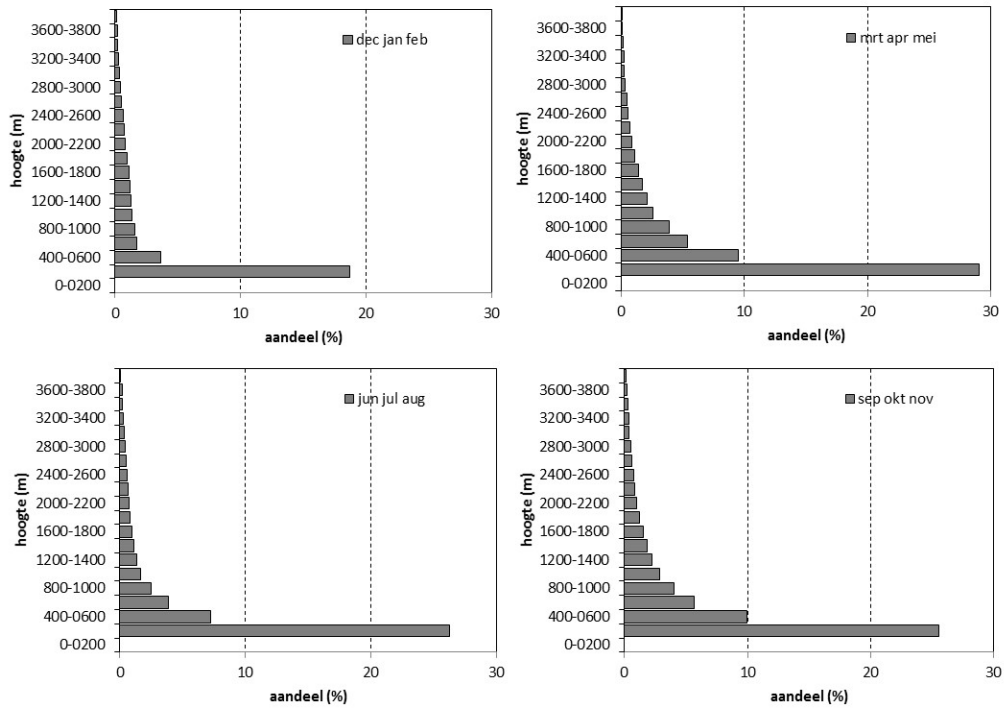 3600-3800
3200-3400
2800-3000
2400-2600
2000-2200
1600-1800
1200-1400
800-1000
400-0600
0-0200
hoogte (m)
dec jan feb
0 10 20 30
aandeel (%)
3600-3800
3200-3400
2800-3000
2400-2600
2000-2200
1600-1800
1200-1400
800-1000
400-0600
0-0200
hoogte (m)
mrt apr mei
0 10 20 30
aandeel (%)
3600-3800
3200-3400
2800-3000
2400-2600
2000-2200
1600-1800
1200-1400
800-1000
400-0600
0-0200
hoogte (m)
jun jul aug
0 10 20 30
aandeel (%)
3600-3800
3200-3400
2800-3000
2400-2600
2000-2200
1600-1800
1200-1400
800-1000
400-0600
0-0200
hoogte (m)
sep okt nov
0 10 20 30
aandeel (%)